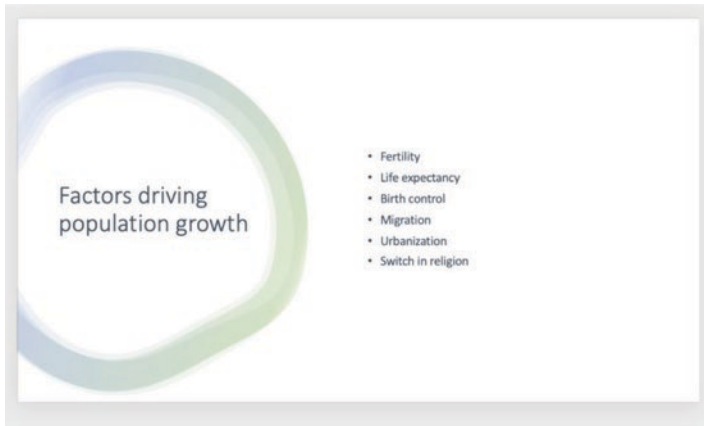 Factors driving
population growth
• Fertility
• Life expectancy
• Birth control
• Migration
• Urbanization
• Switch in religion